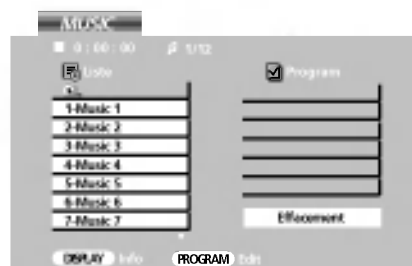 MUSIC
0:00:00 1/12
Liste
Program
1-Music 1
2-Music 2
3-Music 3
4-Music 4
5-Music 5
6-Music 6
7-Music 7
Effacement
DISPLAY Info PROGRAM Edit